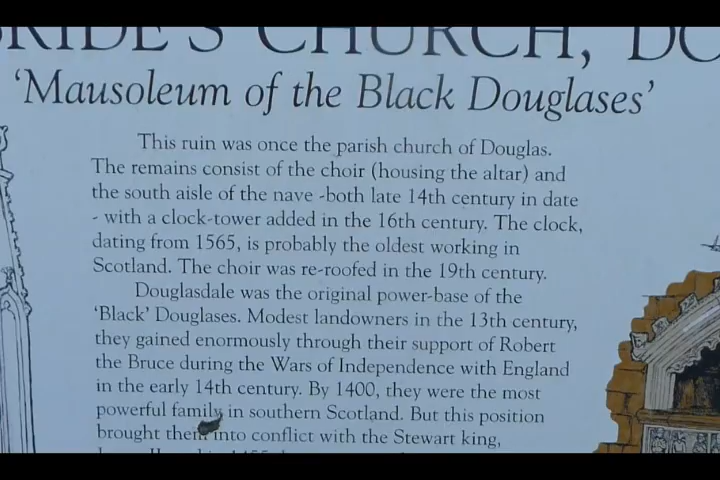 BRIDE'S CHURCH, DO
'Mausoleum of the Black Douglases'
This ruin was once the parish church of Douglas.
The remains consist of the choir (housing the altar) and
the south aisle of the nave -both late 14th century in date
- with a clock-tower added in the 16th century. The clock,
dating from 1565, is probably the oldest working in
Scotland. The choir was re-roofed in the 19th century.
Douglasdale was the original power-base of the
'Black' Douglases. Modest landowners in the 13th century,
they gained enormously through their support of Robert
the Bruce during the Wars of Independence with England
in the early 14th century. By 1400, they were the most
powerful family in southern Scotland. But this position
brought them into conflict with the Stewart king,